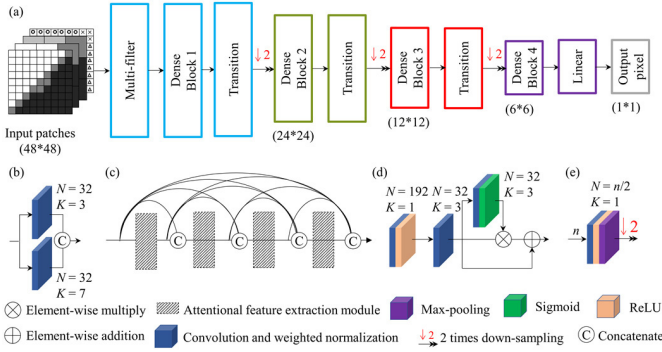 (a)
Input patches
(48*48)
Multi-filter
Dense
Block 1
Transition
↓2
Dense
Block 2
(24*24)
Transition
↓2
Dense
Block 3
(12*12)
Transition
↓2
Dense
Block 4
(6*6)
Linear
Output
pixel
(1*1)
(b)
N = 32
K = 3
C
N = 32
K = 7
(c)
C
C
C
C
(d)
N = 192
K = 1
N = 32
K = 3
N = 32
K = 3
(e)
N = n/2
K = 1
n
↓2
Element-wise multiply
Attentional feature extraction module
Max-pooling
Sigmoid
ReLU
Element-wise addition
Convolution and weighted normalization
↓2
2 times down-sampling
C
Concatenate